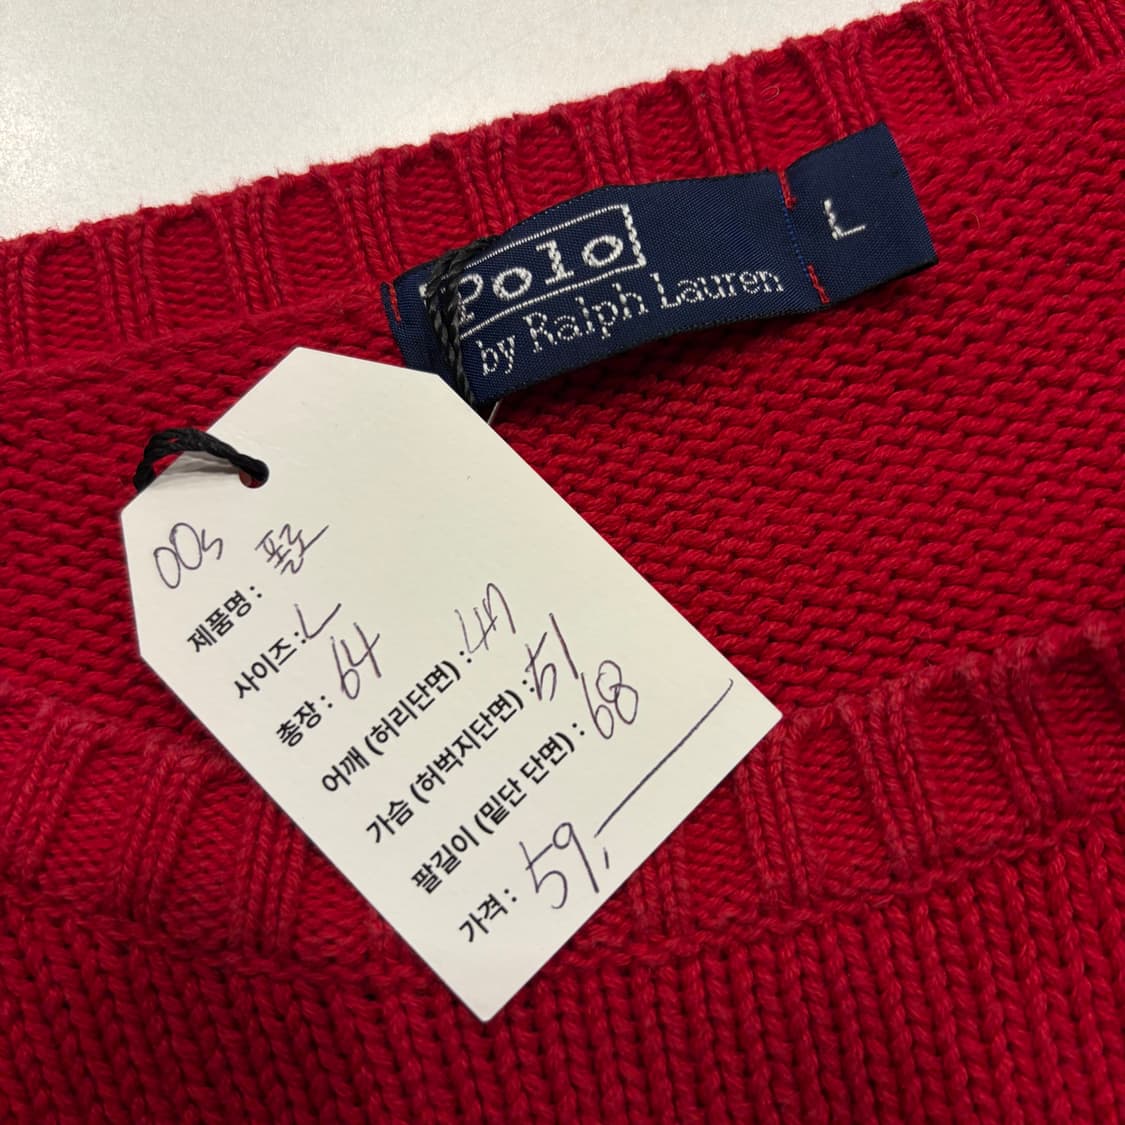 Polo
by Ralph Lauren
L
00s
제품명 : 폴로
사이즈 : L
총장 : 64
어깨 (허리단면) : 47
가슴 (허벅지단면) : 51
팔길이 (밑단 단면) : 68
가격 : 59,